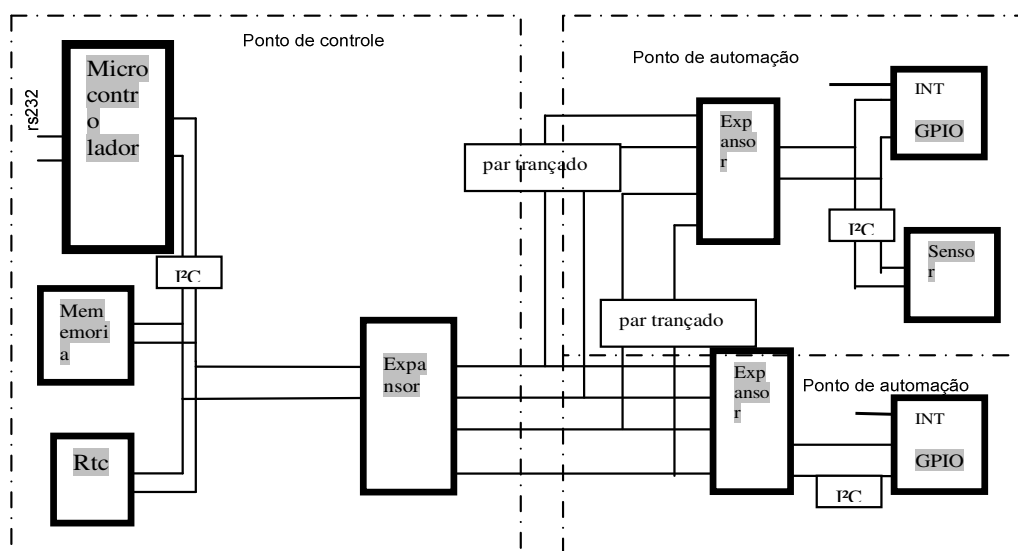 Ponto de controle
Micro
contr
o
lador
rs232
I²C
Mem
emori
a
Rtc
Expa
nsor
par trançado
par trançado
Ponto de automação
Exp
anso
r
INT
GPIO
I²C
Senso
r
Ponto de automação
Exp
anso
r
INT
GPIO
I²C